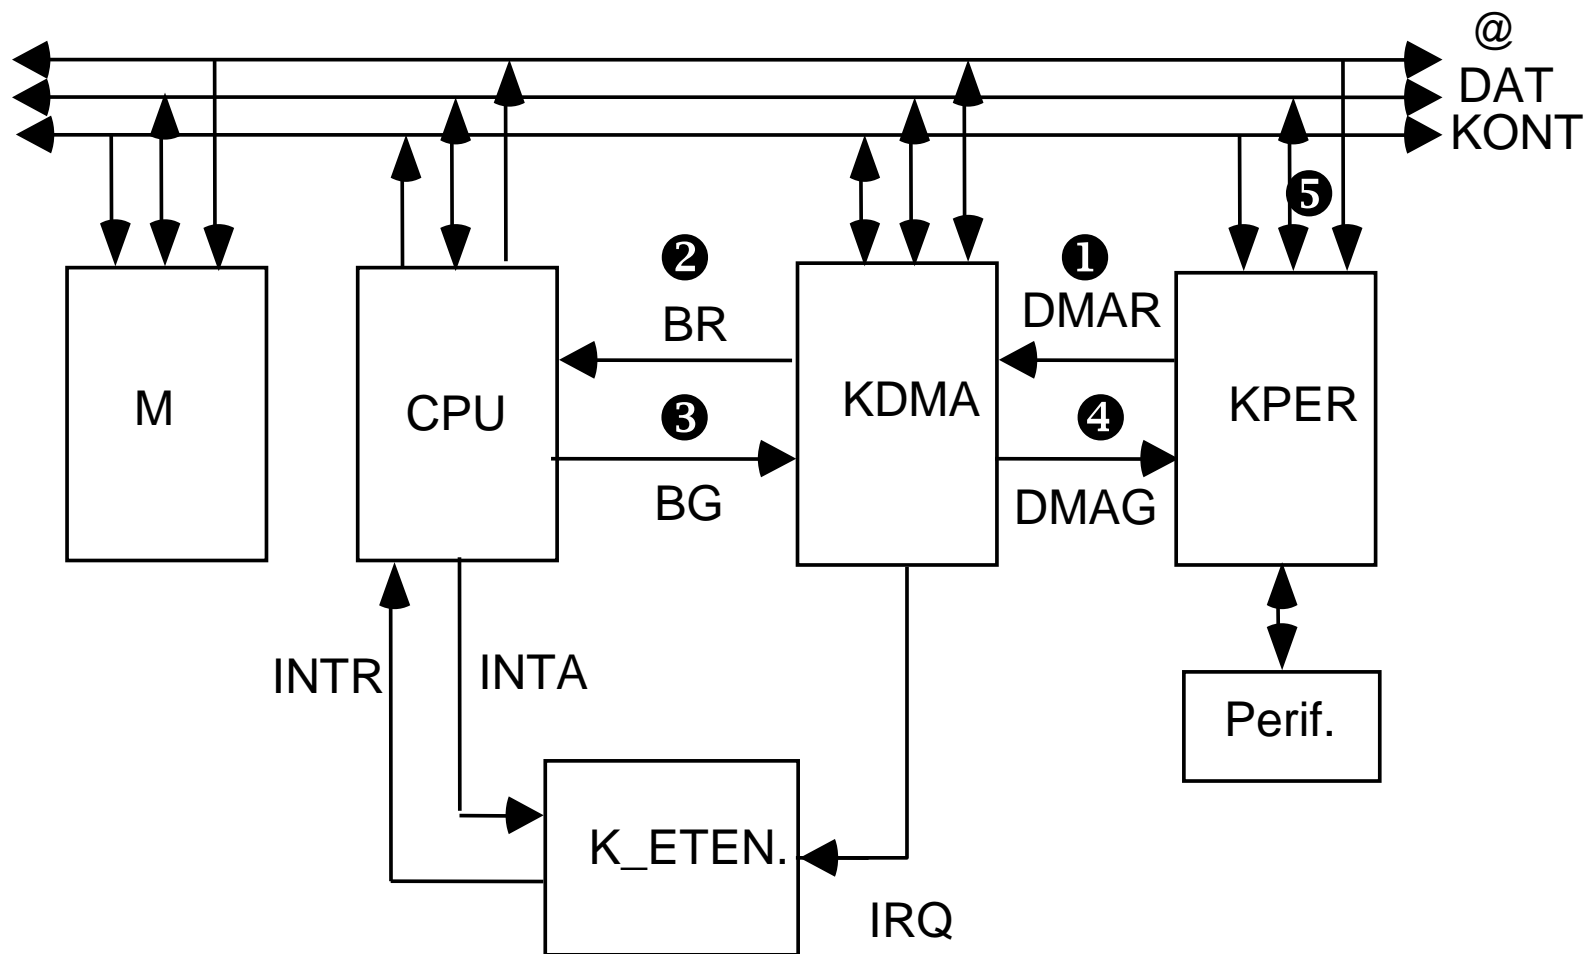 @
DAT
KONT
❺
❷
❶
BR
DMAR
M
CPU
KDMA
KPER
❸
❹
BG
DMAG
INTR
INTA
Perif.
K_ETEN.
IRQ